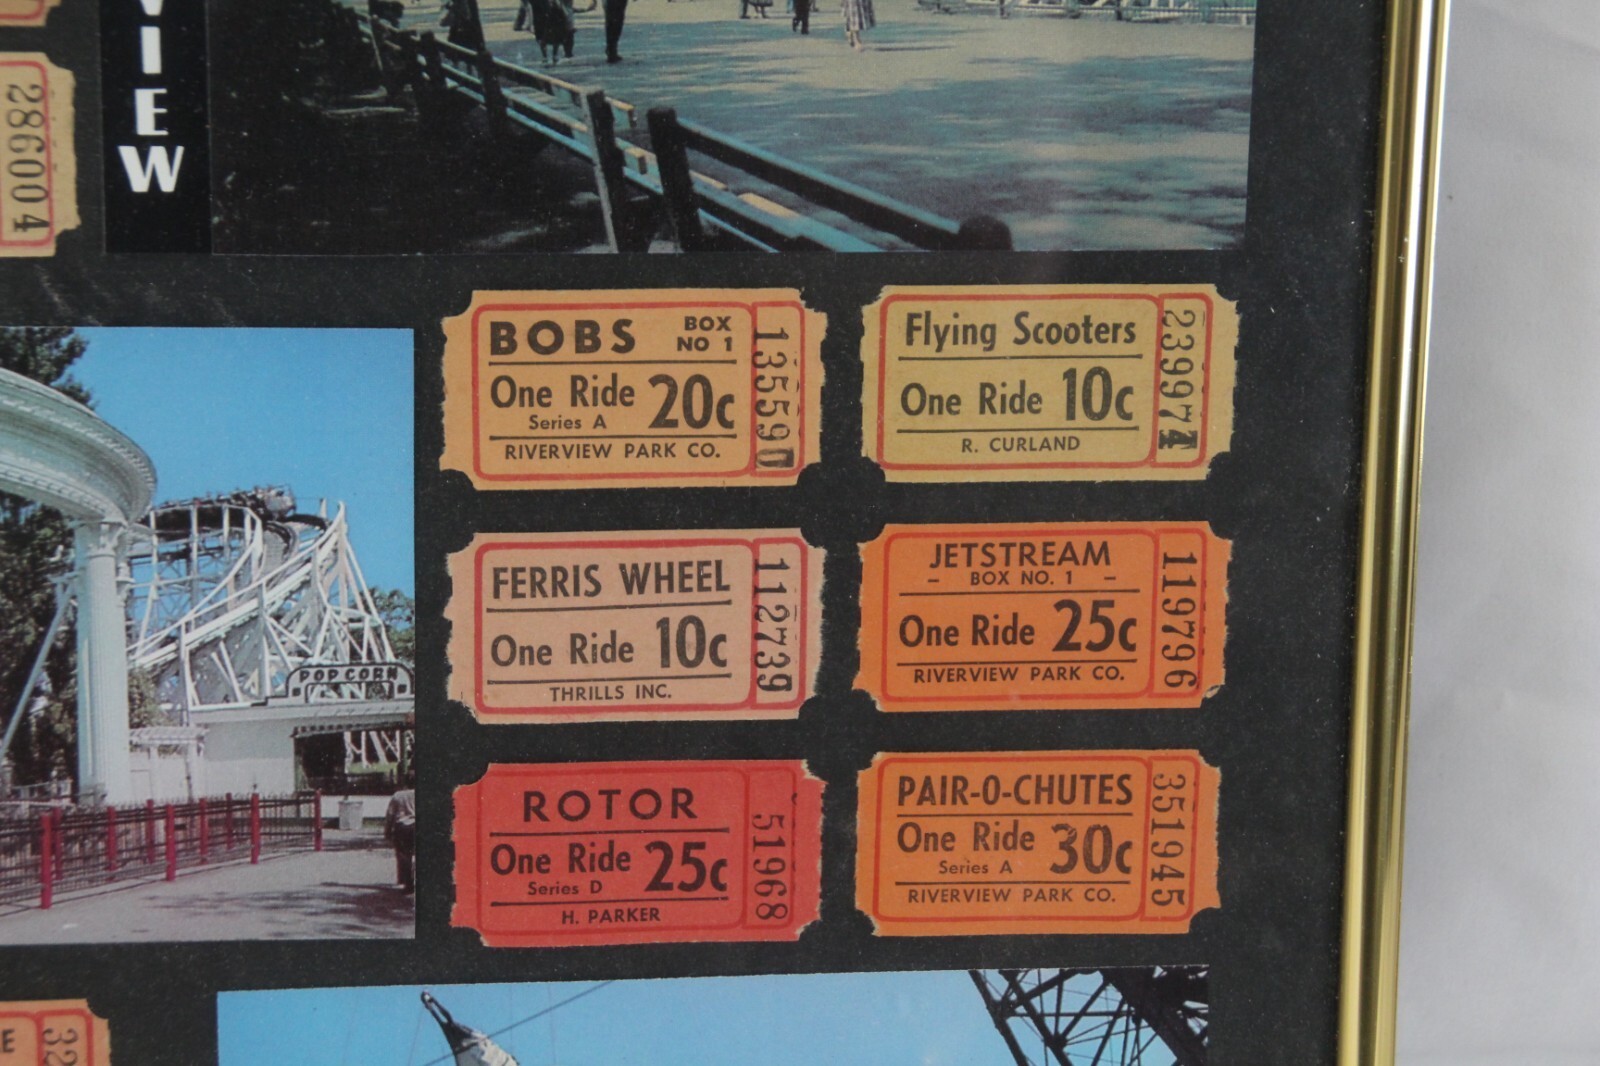 VIEW
286004
BOBS
BOX
NO 1
One Ride 20c
Series A
RIVERVIEW PARK CO.
135590
Flying Scooters
One Ride 10c
R. CURLAND
239974
FERRIS WHEEL
One Ride 10c
THRILLS INC.
112739
JETSTREAM
- BOX NO. 1 -
One Ride 25c
RIVERVIEW PARK CO.
119796
POP CORN
ROTOR
One Ride 25c
Series D
H. PARKER
51968
PAIR-O-CHUTES
One Ride 30c
Series A
RIVERVIEW PARK CO.
351945
E
32